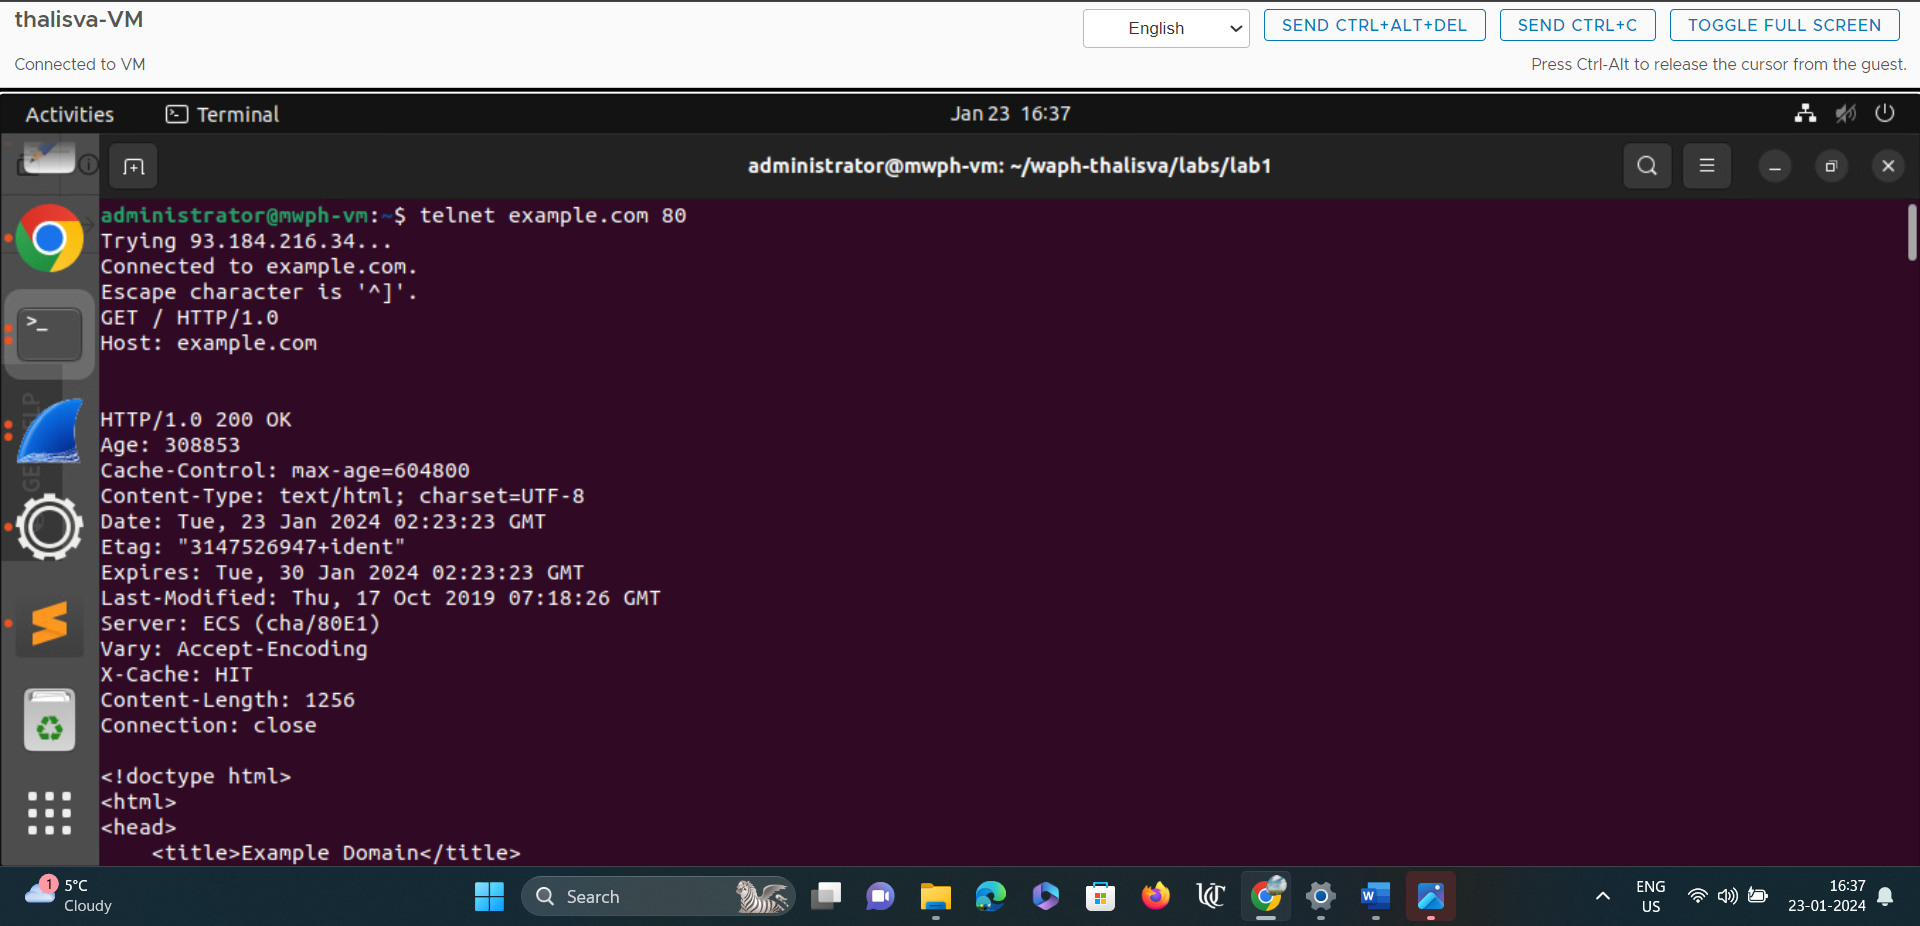 thalisva-VM
English
SEND CTRL+ALT+DEL
SEND CTRL+C
TOGGLE FULL SCREEN
Connected to VM
Press Ctrl-Alt to release the cursor from the guest.
Activities
Terminal
Jan 23 16:37
administrator@mwph-vm: ~/waph-thalisva/labs/lab1
administrator@mwph-vm:~$ telnet example.com 80
Trying 93.184.216.34...
Connected to example.com.
Escape character is '^]'.
GET / HTTP/1.0
Host: example.com
HTTP/1.0 200 OK
Age: 308853
Cache-Control: max-age=604800
Content-Type: text/html; charset=UTF-8
Date: Tue, 23 Jan 2024 02:23:23 GMT
Etag: "3147526947+ident"
Expires: Tue, 30 Jan 2024 02:23:23 GMT
Last-Modified: Thu, 17 Oct 2019 07:18:26 GMT
Server: ECS (cha/80E1)
Vary: Accept-Encoding
X-Cache: HIT
Content-Length: 1256
Connection: close
<!doctype html>
<html>
<head>
<title>Example Domain</title>
1
5°C
Cloudy
Search
ENG
US
16:37
23-01-2024